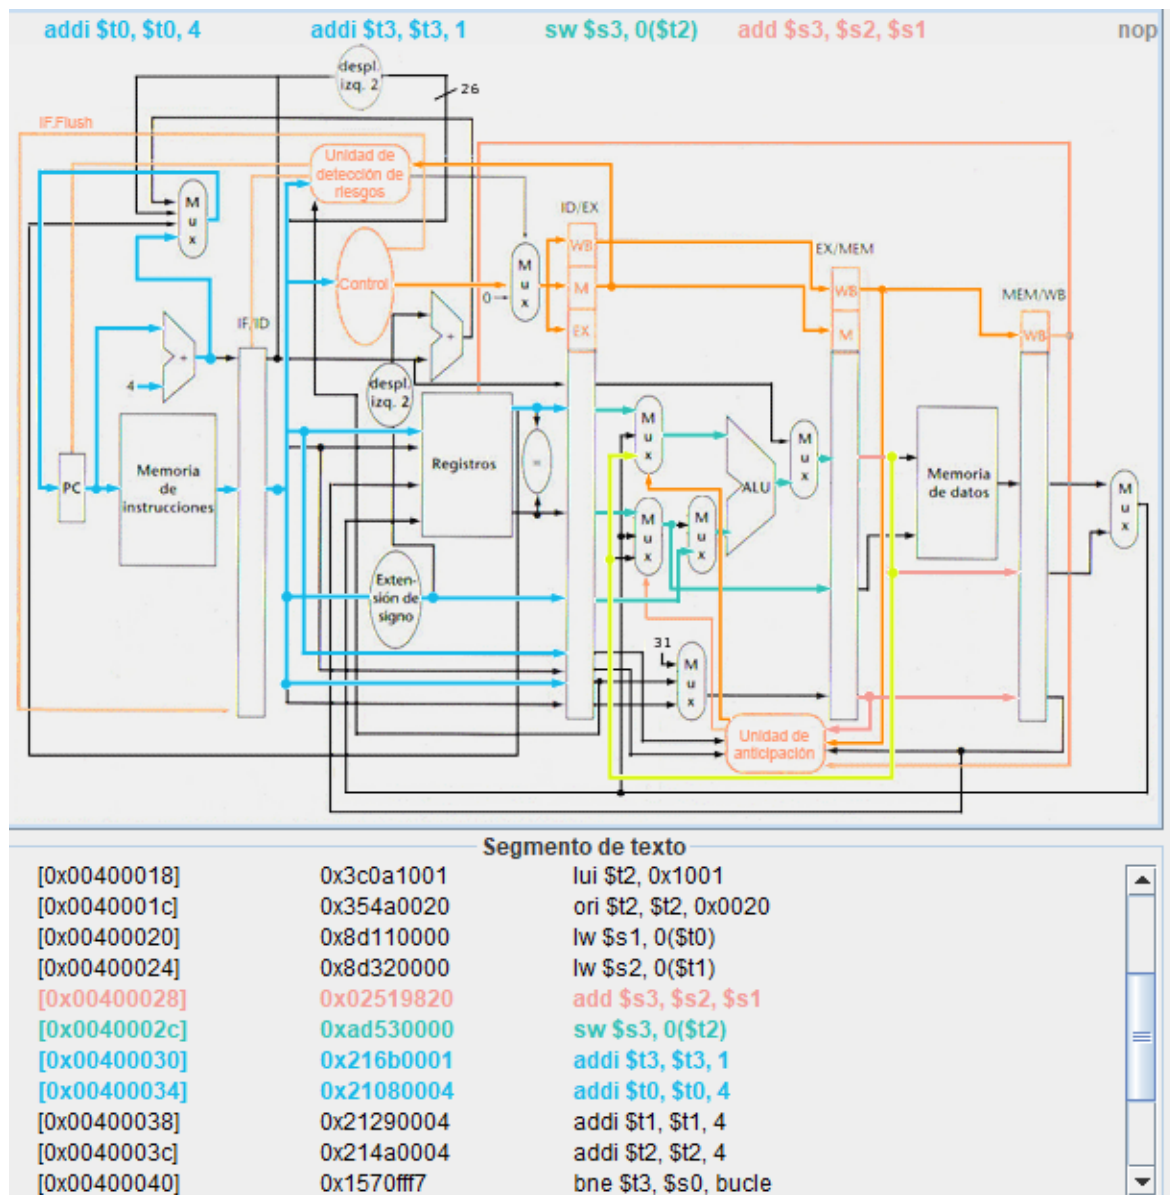 addi $t0, $t0, 4 addi $t3, $t3, 1 sw $s3, 0($t2) add $s3, $s2, $s1 nop
despl.
izq. 2
26
IF.Flush
Unidad de
detección de
riesgos
M
u
x
ID/EX
WB
M
EX
EX/MEM
WB
M
MEM/WB
WB
Control
M
u
x
0
IF/ID
+
4
+
despl.
izq. 2
PC
Memoria
de
instrucciones
Registros
=
M
u
x
M
u
x
M
u
x
ALU
M
u
x
Memoria
de datos
M
u
x
Exten-
sión de
signo
31
M
u
x
Unidad de
anticipación
Segmento de texto
[0x00400018] 0x3c0a1001 lui $t2, 0x1001
[0x0040001c] 0x354a0020 ori $t2, $t2, 0x0020
[0x00400020] 0x8d110000 lw $s1, 0($t0)
[0x00400024] 0x8d320000 lw $s2, 0($t1)
[0x00400028] 0x02519820 add $s3, $s2, $s1
[0x0040002c] 0xad530000 sw $s3, 0($t2)
[0x00400030] 0x216b0001 addi $t3, $t3, 1
[0x00400034] 0x21080004 addi $t0, $t0, 4
[0x00400038] 0x21290004 addi $t1, $t1, 4
[0x0040003c] 0x214a0004 addi $t2, $t2, 4
[0x00400040] 0x1570fff7 bne $t3, $s0, bucle